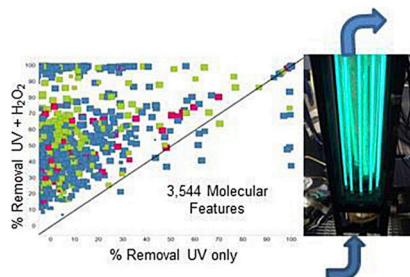 % Removal UV + H₂O₂
100
90
80
70
60
50
40
30
20
10
0
3,544 Molecular
Features
0 10 20 30 40 50 60 70 80 90 100
% Removal UV only